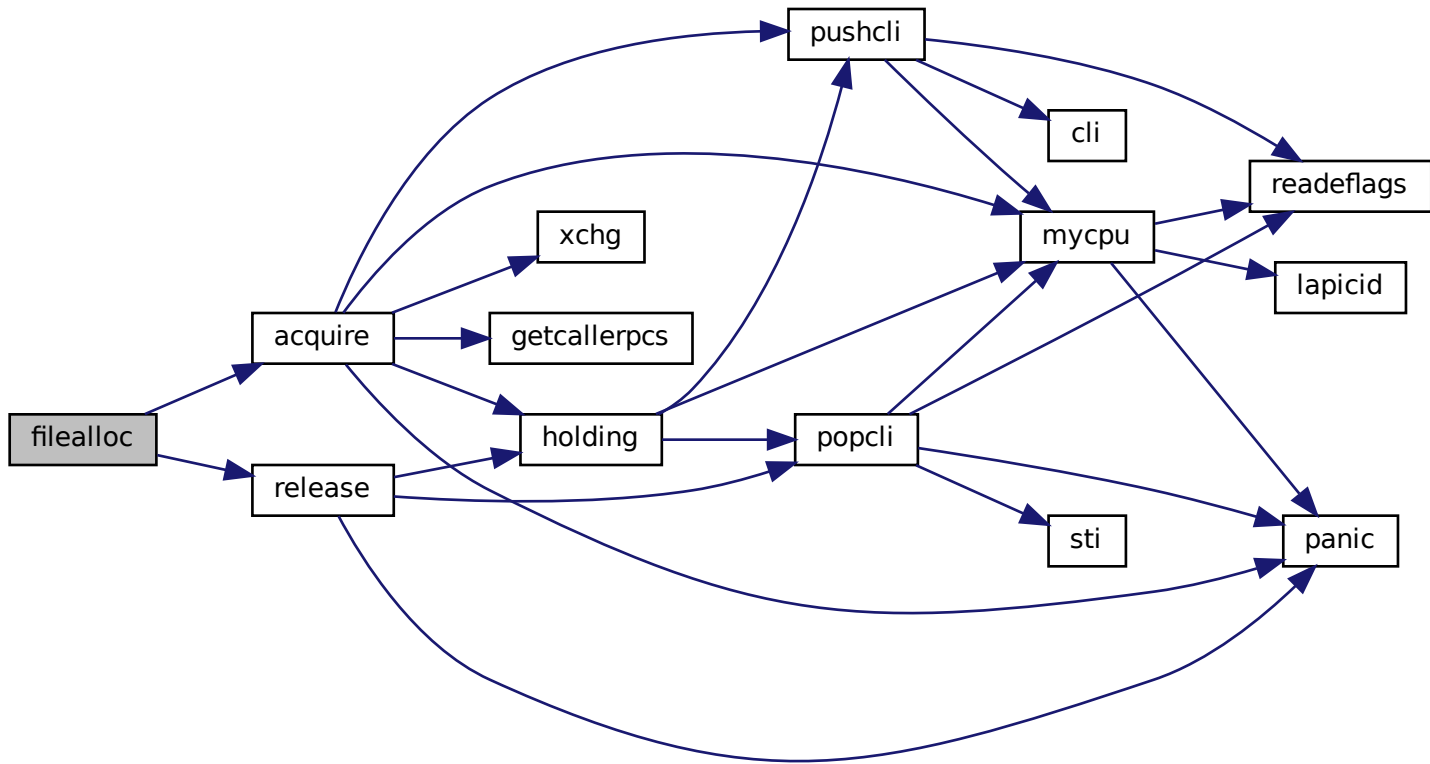 pushcli
cli
readeflags
xchg
mycpu
lapicid
acquire
getcallerpcs
filealloc
holding
popcli
release
sti
panic